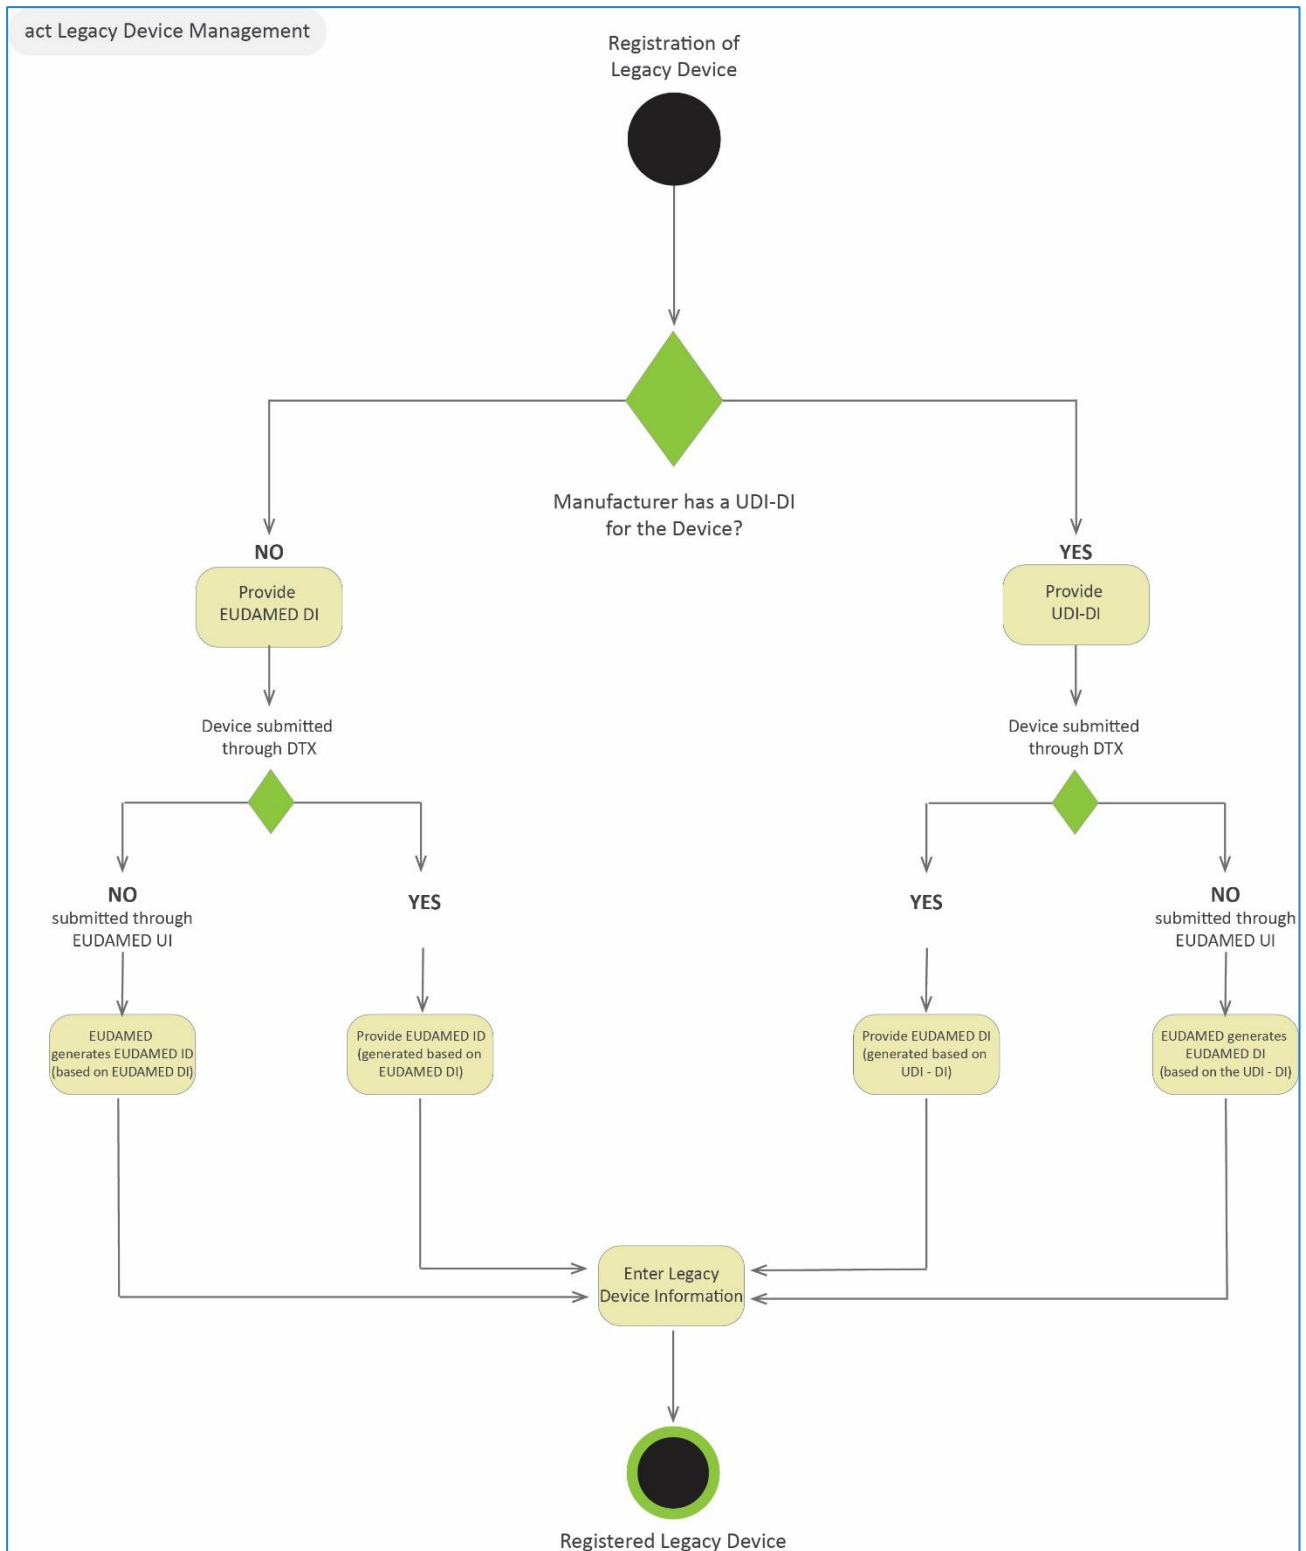 act Legacy Device Management
Registration of
Legacy Device
Manufacturer has a UDI-DI
for the Device?
NO
Provide
EUDAMED DI
YES
Provide
UDI-DI
Device submitted
through DTX
Device submitted
through DTX
NO
submitted through
EUDAMED UI
YES
YES
NO
submitted through
EUDAMED UI
EUDAMED
generates EUDAMED ID
(based on EUDAMED DI)
Provide EUDAMED ID
(generated based on
EUDAMED DI)
Provide EUDAMED DI
(generated based on
UDI - DI)
EUDAMED generates
EUDAMED DI
(based on the UDI - DI)
Enter Legacy
Device Information
Registered Legacy Device